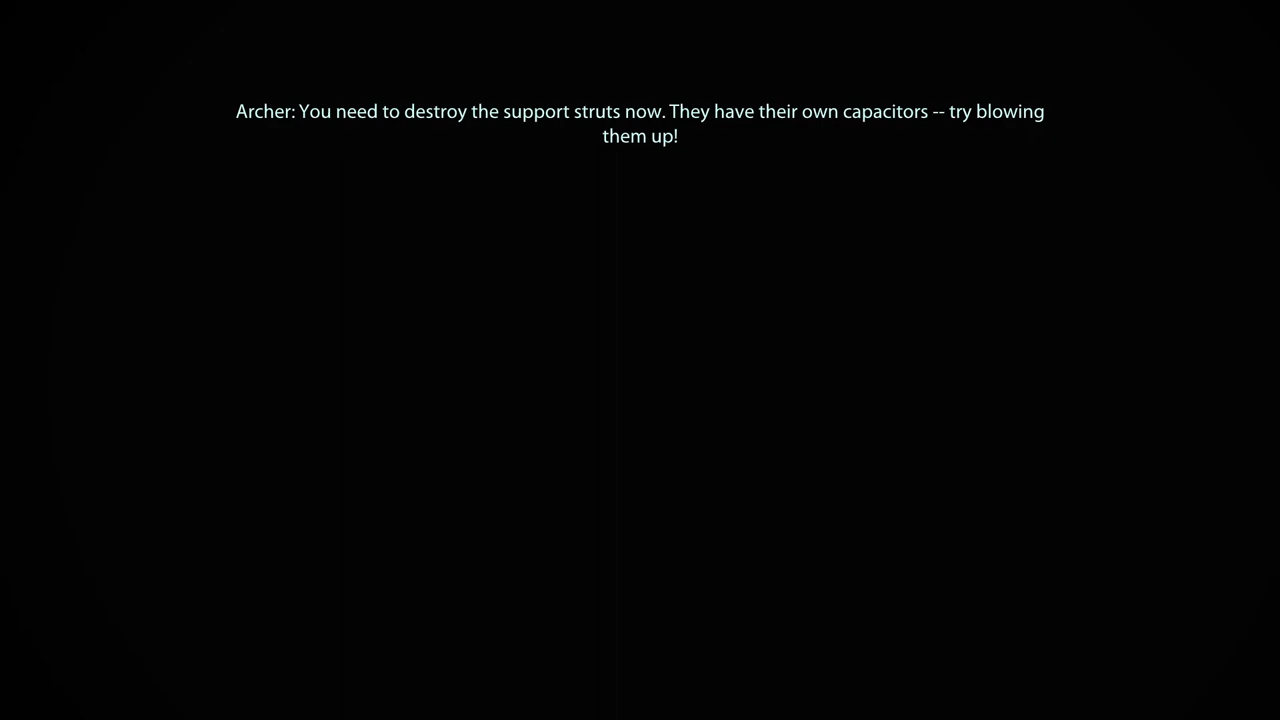 Archer: You need to destroy the support struts now. They have their own capacitors -- try blowing
them up!